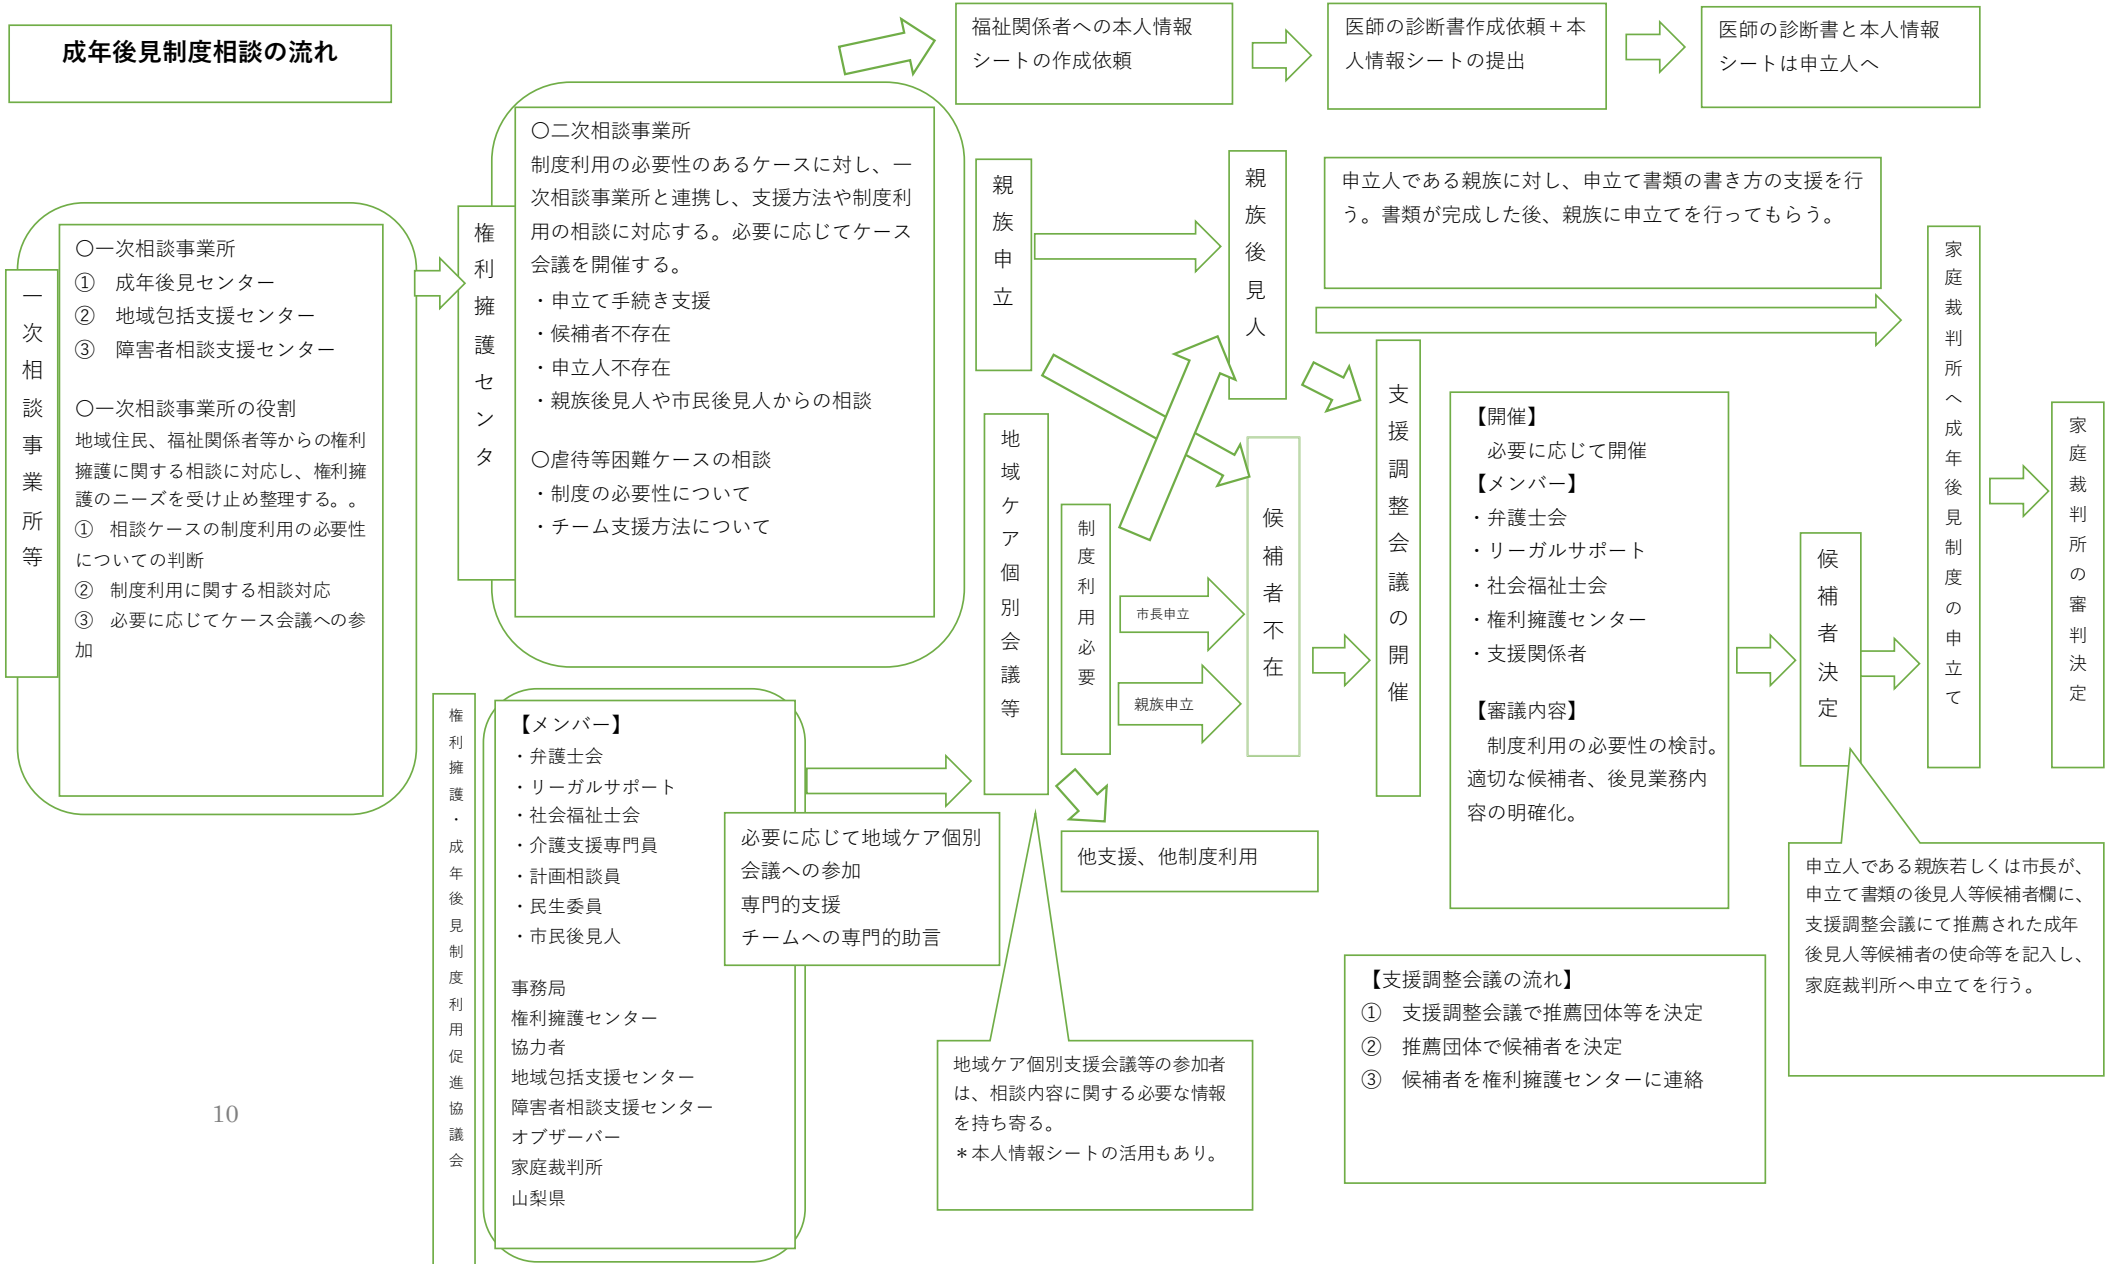 成年後見制度相談の流れ
一次相談事業所等
〇一次相談事業所
① 成年後見センター
② 地域包括支援センター
③ 障害者相談支援センター
〇一次相談事業所の役割
地域住民、福祉関係者等からの権利
擁護に関する相談に対応し、権利擁
護のニーズを受け止め整理する。。
① 相談ケースの制度利用の必要性
についての判断
② 制度利用に関する相談対応
③ 必要に応じてケース会議への参
加
権利擁護センタ
〇二次相談事業所
制度利用の必要性のあるケースに対し、一
次相談事業所と連携し、支援方法や制度利
用の相談に対応する。必要に応じてケース
会議を開催する。
・申立て手続き支援
・候補者不存在
・申立人不存在
・親族後見人や市民後見人からの相談
〇虐待等困難ケースの相談
・制度の必要性について
・チーム支援方法について
福祉関係者への本人情報
シートの作成依頼
医師の診断書作成依頼+本
人情報シートの提出
医師の診断書と本人情報
シートは申立人へ
親族申立
親族後見人
申立人である親族に対し、申立て書類の書き方の支援を行
う。書類が完成した後、親族に申立てを行ってもらう。
権利擁護・成年後見制度利用促進協議会
【メンバー】
・弁護士会
・リーガルサポート
・社会福祉士会
・介護支援専門員
・計画相談員
・民生委員
・市民後見人
事務局
権利擁護センター
協力者
地域包括支援センター
障害者相談支援センター
オブザーバー
家庭裁判所
山梨県
必要に応じて地域ケア個別
会議への参加
専門的支援
チームへの専門的助言
地域ケア個別会議等
制度利用必要
市長申立
親族申立
候補者不在
他支援、他制度利用
地域ケア個別支援会議等の参加者
は、相談内容に関する必要な情報
を持ち寄る。
＊本人情報シートの活用もあり。
支援調整会議の開催
【開催】
必要に応じて開催
【メンバー】
・弁護士会
・リーガルサポート
・社会福祉士会
・権利擁護センター
・支援関係者
【審議内容】
制度利用の必要性の検討。
適切な候補者、後見業務内
容の明確化。
【支援調整会議の流れ】
① 支援調整会議で推薦団体等を決定
② 推薦団体で候補者を決定
③ 候補者を権利擁護センターに連絡
候補者決定
申立人である親族若しくは市長が、
申立て書類の後見人等候補者欄に、
支援調整会議にて推薦された成年
後見人等候補者の使命等を記入し、
家庭裁判所へ申立てを行う。
家庭裁判所へ成年後見制度の申立て
家庭裁判所の審判決定
10